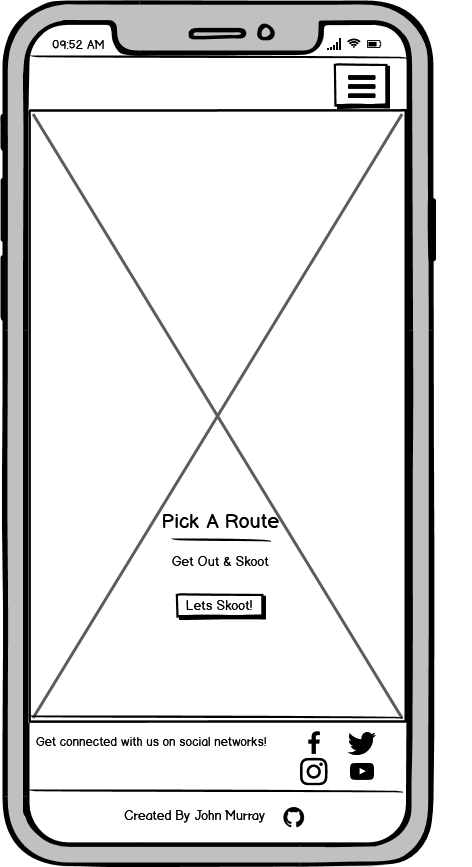 09:52 AM
Pick A Route
Get Out & Skoot
Lets Skoot!
Get connected with us on social networks!
Created By John Murray